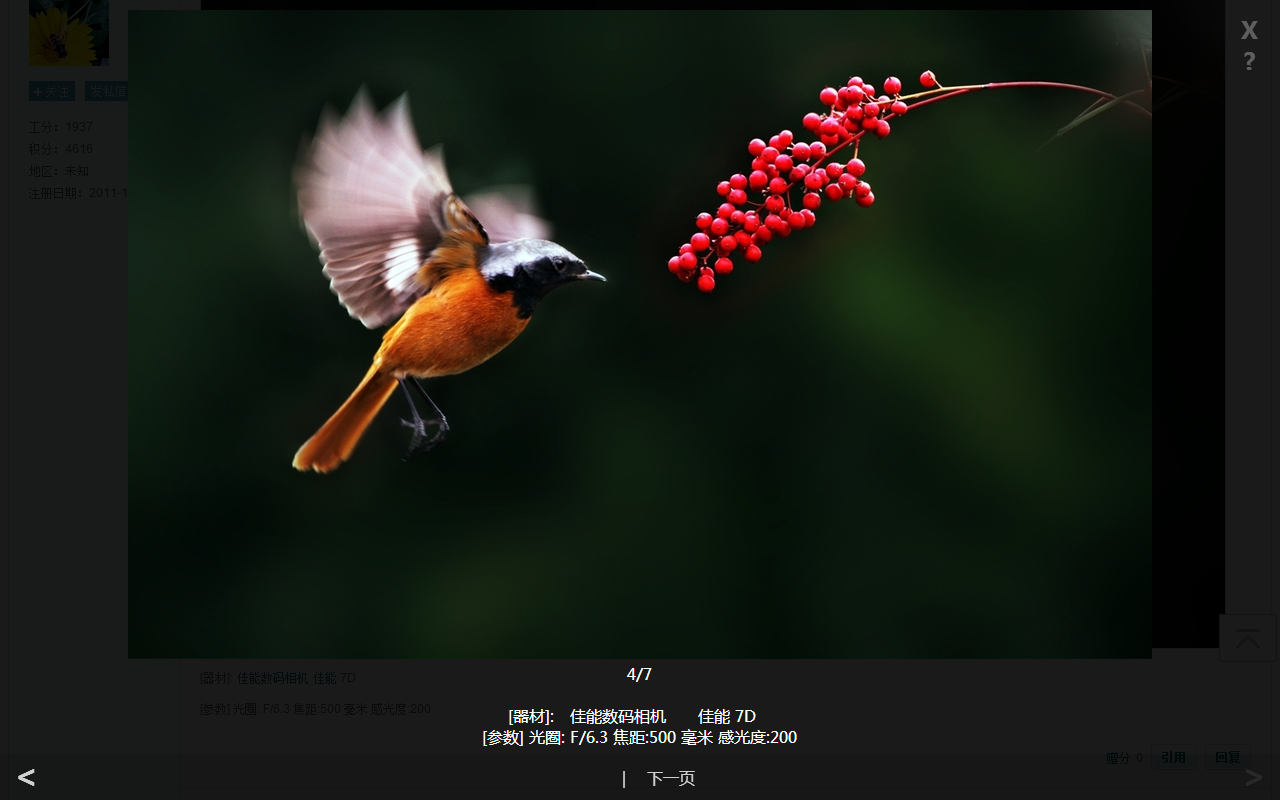 X
?
+关注 发私信
工分: 1937
积分: 4616
地区: 未知
注册日期: 2011-1
4/7
[器材]: 佳能数码相机 佳能 7D
[参数] 光圈: F/6.3 焦距:500 毫米 感光度:200
[器材]: 佳能数码相机 佳能 7D
[参数] 光圈: F/6.3 焦距:500 毫米 感光度:200
赠分 0 引用 回复
< | 下一页 >